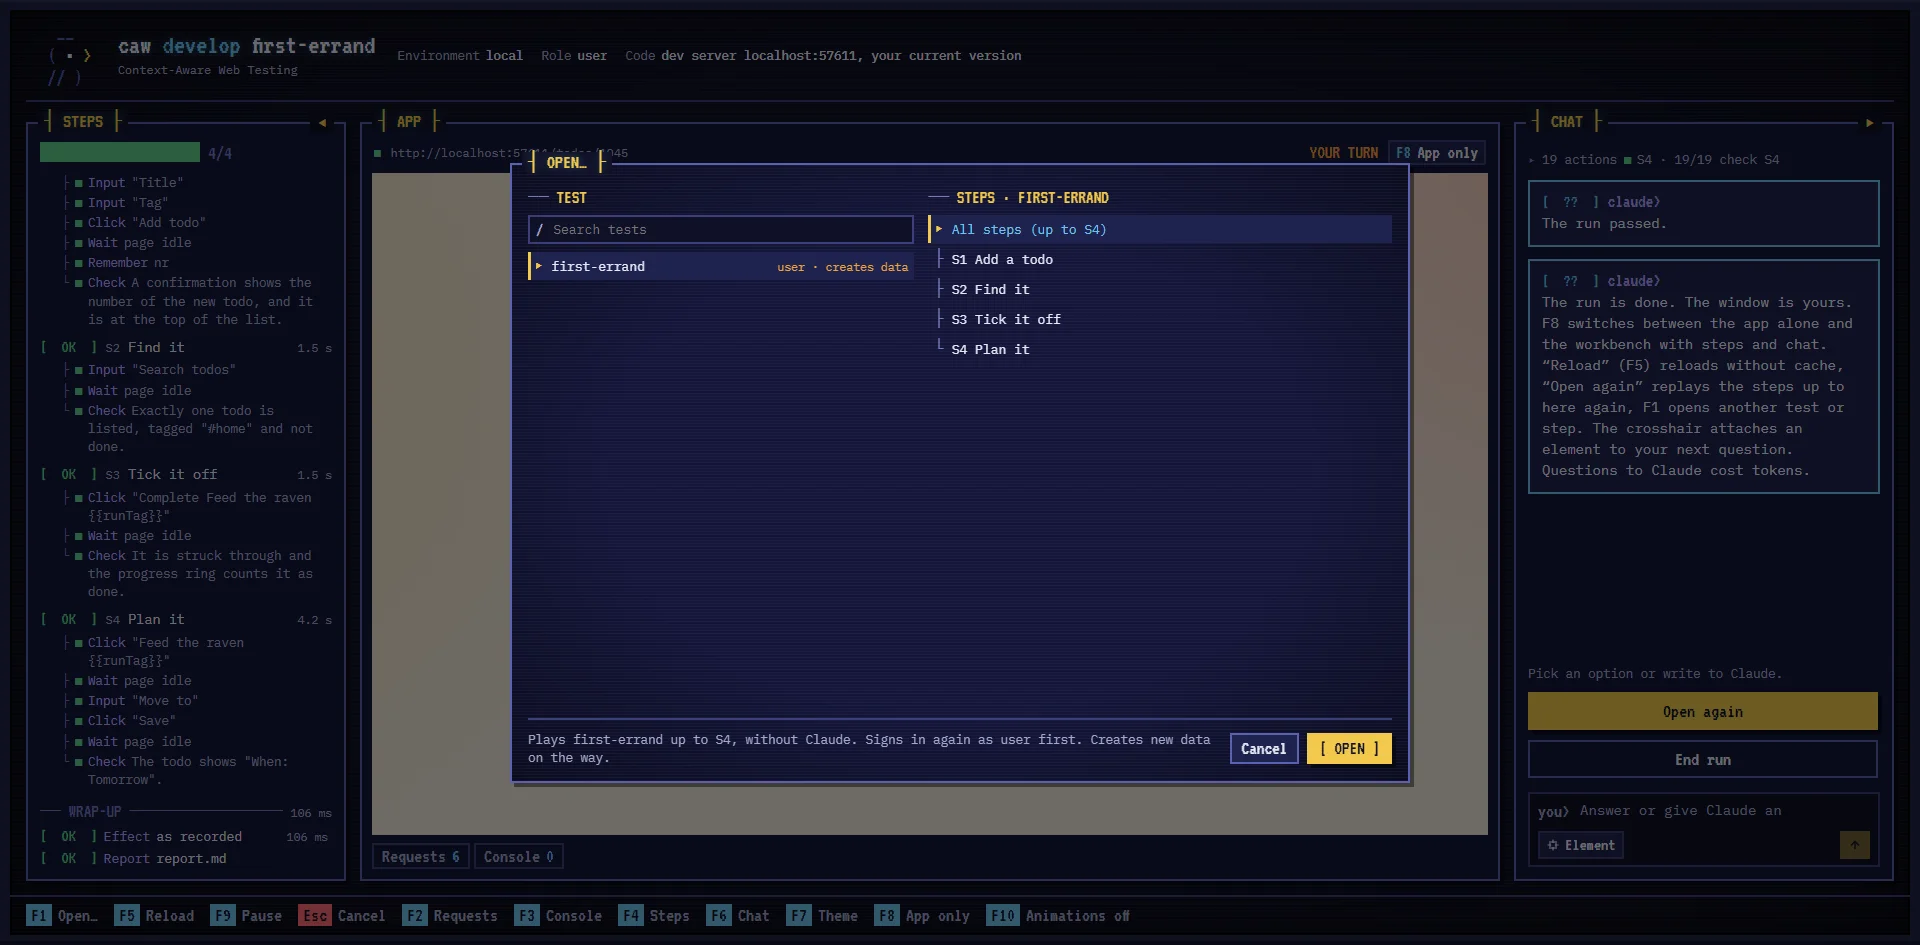 caw develop first-errand
Context-Aware Web Testing
Environment local Role user Code dev server localhost:57611, your current version
STEPS
4/4
Input "Title"
Input "Tag"
Click "Add todo"
Wait page idle
Remember nr
Check A confirmation shows the
number of the new todo, and it
is at the top of the list.
[ OK ] S2 Find it 1.5 s
Input "Search todos"
Wait page idle
Check Exactly one todo is
listed, tagged "#home" and not
done.
[ OK ] S3 Tick it off 1.5 s
Click "Complete Feed the raven
{{runTag}}"
Wait page idle
Check It is struck through and
the progress ring counts it as
done.
[ OK ] S4 Plan it 4.2 s
Click "Feed the raven
{{runTag}}"
Wait page idle
Input "Move to"
Click "Save"
Wait page idle
Check The todo shows "When:
Tomorrow".
WRAP-UP 106 ms
[ OK ] Effect as recorded 106 ms
[ OK ] Report report.md
APP
YOUR TURN F8 App only
OPEN…
TEST
/ Search tests
first-errand user · creates data
STEPS · FIRST-ERRAND
All steps (up to S4)
S1 Add a todo
S2 Find it
S3 Tick it off
S4 Plan it
Plays first-errand up to S4, without Claude. Signs in again as user first. Creates new data
on the way.
Cancel [ OPEN ]
Requests 6 Console 0
CHAT
19 actions S4 · 19/19 check S4
[ ?? ] claude⟩
The run passed.
[ ?? ] claude⟩
The run is done. The window is yours.
F8 switches between the app alone and
the workbench with steps and chat.
“Reload” (F5) reloads without cache,
“Open again” replays the steps up to
here again, F1 opens another test or
step. The crosshair attaches an
element to your next question.
Questions to Claude cost tokens.
Pick an option or write to Claude.
Open again
End run
you⟩ Answer or give Claude an
Element
F1 Open… F5 Reload F9 Pause Esc Cancel F2 Requests F3 Console F4 Steps F6 Chat F7 Theme F8 App only F10 Animations off